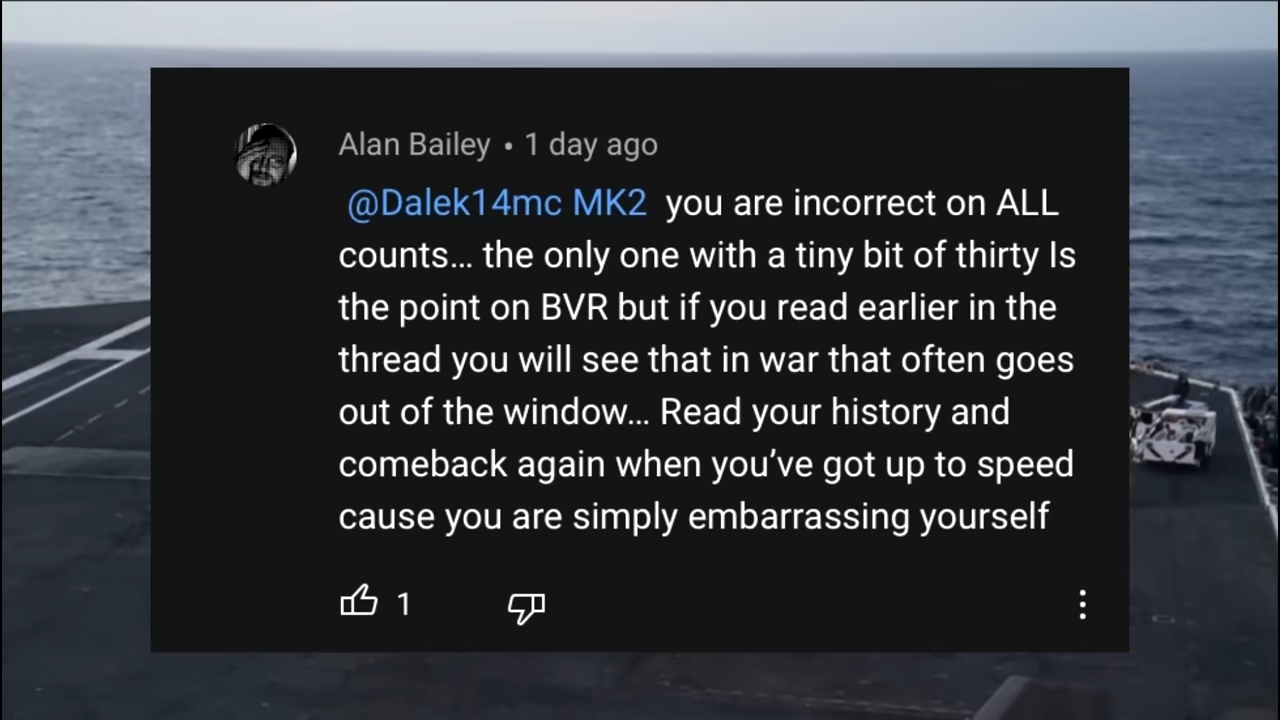 Alan Bailey • 1 day ago
@Dalek14mc MK2 you are incorrect on ALL
counts... the only one with a tiny bit of thirty Is
the point on BVR but if you read earlier in the
thread you will see that in war that often goes
out of the window... Read your history and
comeback again when you've got up to speed
cause you are simply embarrassing yourself
1